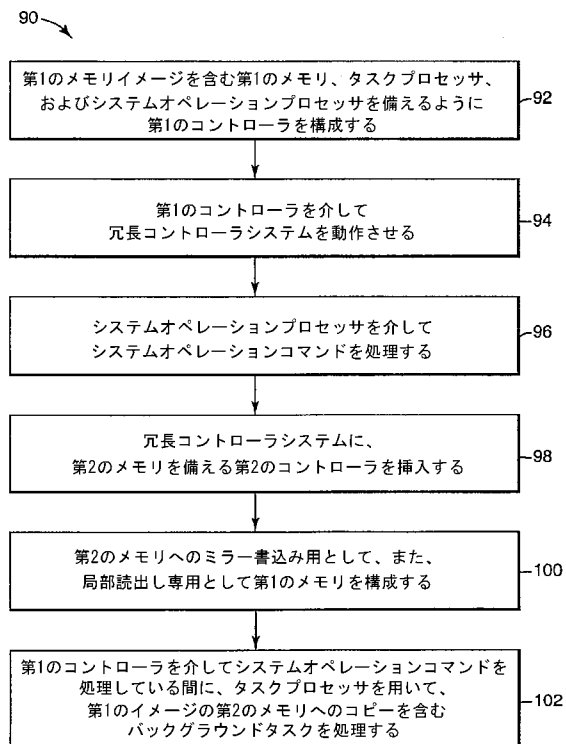 90
第1のメモリイメージを含む第1のメモリ、タスクプロセッサ、
およびシステムオペレーションプロセッサを備えるように
第1のコントローラを構成する
92
第1のコントローラを介して
冗長コントローラシステムを動作させる
94
システムオペレーションプロセッサを介して
システムオペレーションコマンドを処理する
96
冗長コントローラシステムに、
第2のメモリを備える第2のコントローラを挿入する
98
第2のメモリへのミラー書込み用として、また、
局部読出し専用として第1のメモリを構成する
100
第1のコントローラを介してシステムオペレーションコマンドを
処理している間に、タスクプロセッサを用いて、
第1のイメージの第2のメモリへのコピーを含む
バックグラウンドタスクを処理する
102